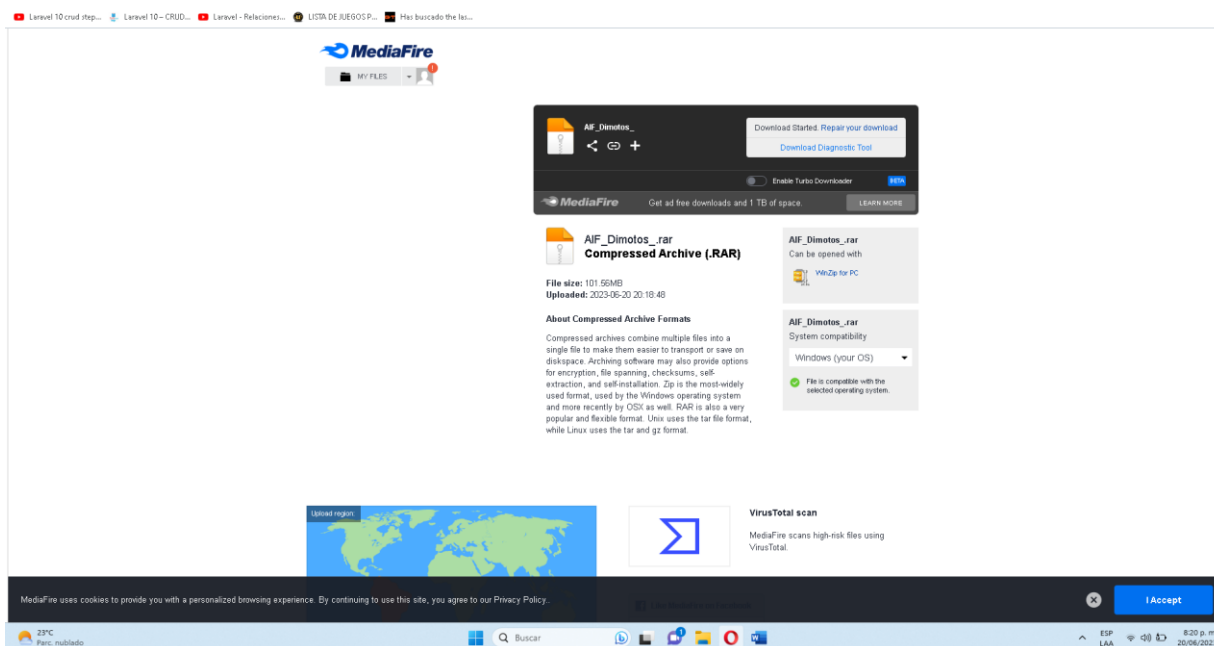 Laravel 10 crud step... Laravel 10 – CRUD... Laravel - Relaciones... LISTA DE JUEGOS P... Has buscado the las...
MediaFire
MY FILES
AIF_Dimotos_
Download Started. Repair your download
Download Diagnostic Tool
Enable Turbo Downloader BETA
MediaFire Get ad free downloads and 1 TB of space. LEARN MORE
AIF_Dimotos_.rar
Compressed Archive (.RAR)
File size: 101.56MB
Uploaded: 2023-06-20 20:18:48
About Compressed Archive Formats
Compressed archives combine multiple files into a
single file to make them easier to transport or save on
diskspace. Archiving software may also provide options
for encryption, file spanning, checksums, self-
extraction, and self-installation. Zip is the most-widely
used format, used by the Windows operating system
and more recently by OSX as well. RAR is also a very
popular and flexible format. Unix uses the tar file format,
while Linux uses the tar and gz format.
AIF_Dimotos_.rar
Can be opened with
WinZip for PC
AIF_Dimotos_.rar
System compatibility
Windows (your OS)
File is compatible with the
selected operating system.
Upload region:
VirusTotal scan
MediaFire scans high-risk files using
VirusTotal.
MediaFire uses cookies to provide you with a personalized browsing experience. By continuing to use this site, you agree to our Privacy Policy.
I Accept
23°C
Parc. nublado
Buscar
ESP
LAA
8:20 p. m
20/06/202